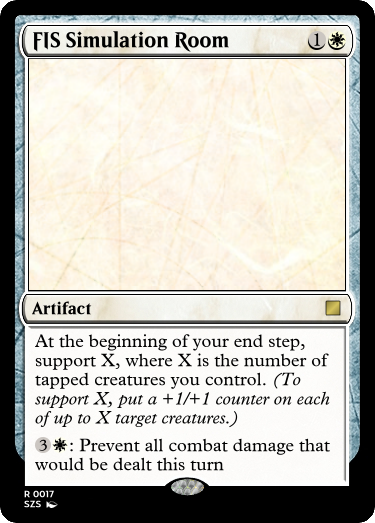 FIS Simulation Room 1
Artifact
At the beginning of your end step,
support X, where X is the number of
tapped creatures you control. (To
support X, put a +1/+1 counter on each
of up to X target creatures.)
3: Prevent all combat damage that
would be dealt this turn
R 0017
SZS